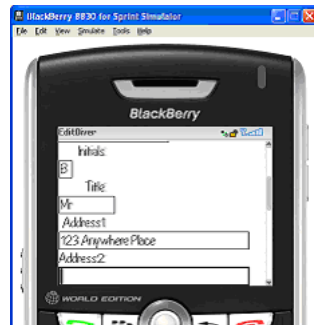 BlackBerry 8830 for Sprint Simulator
File Edit View Simulate Tools Help
BlackBerry
EditDiver
Initials:
B
Title:
Mr
Address1:
123 Anywhere Place
Address2:
WORLD EDITION